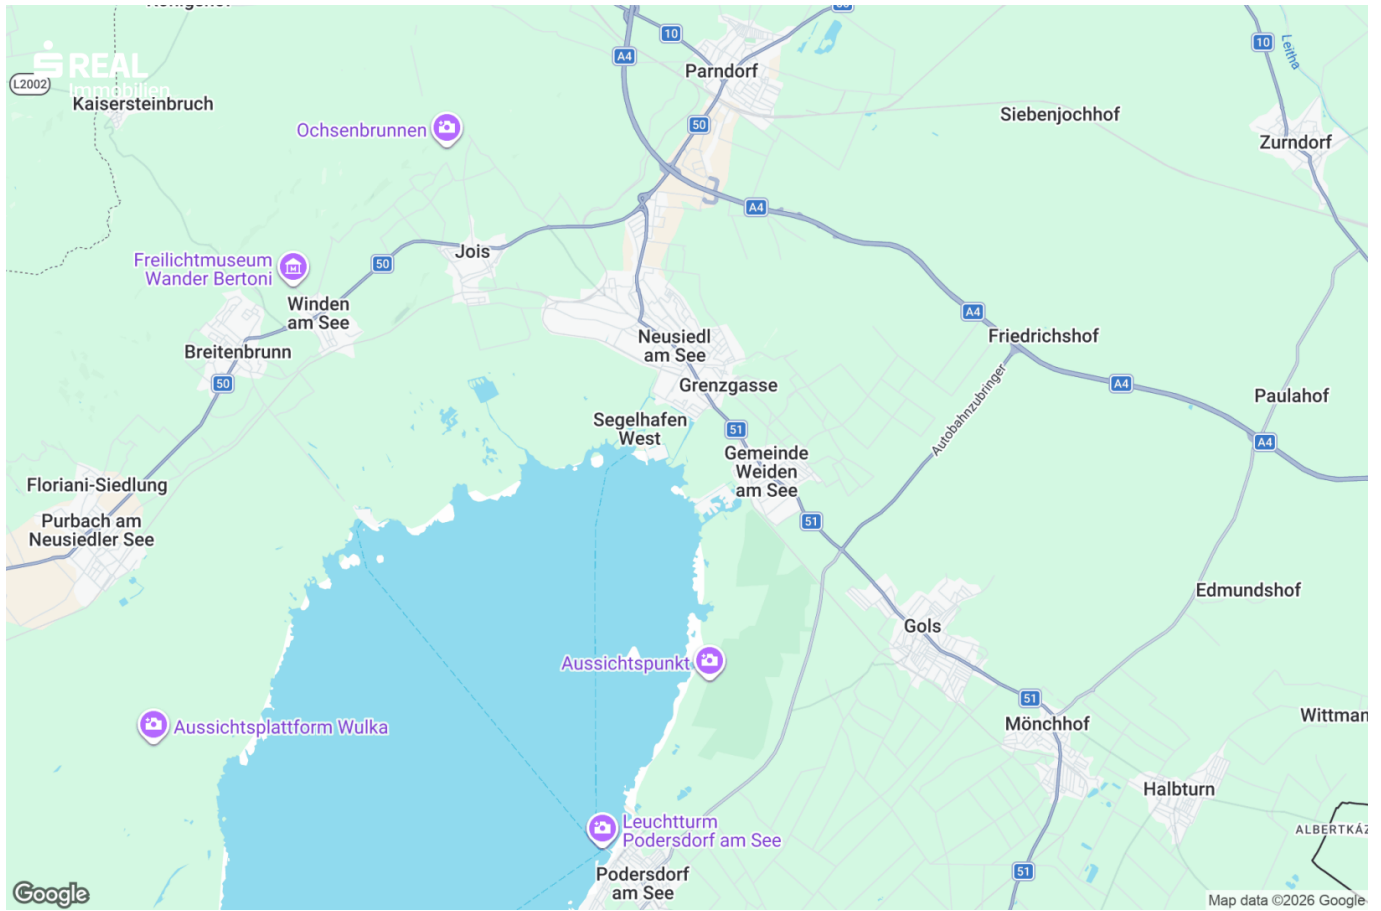 10
A4
Parndorf
10
Leitha
REAL
Immobilien
L2002
Kaisersteinbruch
Ochsenbrunnen
50
Siebenjochhof
Zurndorf
A4
Jois
50
Freilichtmuseum
Wander Bertoni
Winden
am See
A4
Friedrichshof
Neusiedl
am See
Breitenbrunn
50
Grenzgasse
A4
Paulahof
Autobahnzubringer
Segelhafen
West
51
A4
Gemeinde
Weiden
am See
Floriani-Siedlung
Purbach am
Neusiedler See
51
Edmundshof
Gols
Aussichtspunkt
51
Mönchhof
Wittman
Aussichtsplattform Wulka
Halbturn
Leuchtturm
Podersdorf am See
ALBERTKÁZ
51
Podersdorf
am See
Google
Map data ©2026 Google